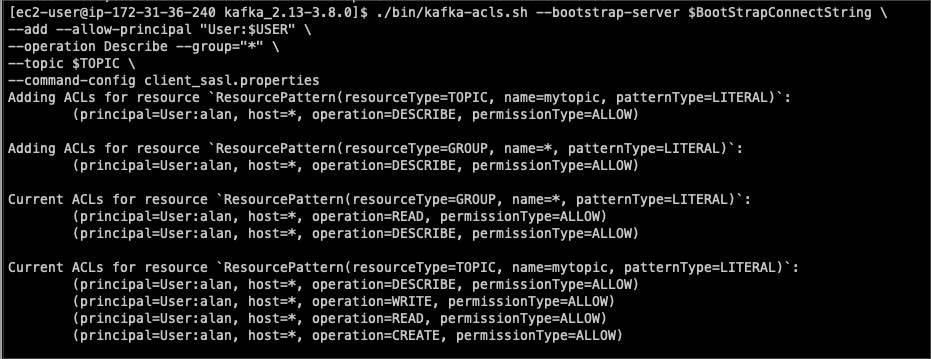 [ec2-user@ip-172-31-36-240 kafka_2.13-3.8.0]$ ./bin/kafka-acls.sh --bootstrap-server $BootStrapConnectString \
--add --allow-principal "User:$USER" \
--operation Describe --group="*" \
--topic $TOPIC \
--command-config client_sasl.properties
Adding ACLs for resource `ResourcePattern(resourceType=TOPIC, name=mytopic, patternType=LITERAL)`:
        (principal=User:alan, host=*, operation=DESCRIBE, permissionType=ALLOW)
Adding ACLs for resource `ResourcePattern(resourceType=GROUP, name=*, patternType=LITERAL)`:
        (principal=User:alan, host=*, operation=DESCRIBE, permissionType=ALLOW)
Current ACLs for resource `ResourcePattern(resourceType=GROUP, name=*, patternType=LITERAL)`:
        (principal=User:alan, host=*, operation=READ, permissionType=ALLOW)
        (principal=User:alan, host=*, operation=DESCRIBE, permissionType=ALLOW)
Current ACLs for resource `ResourcePattern(resourceType=TOPIC, name=mytopic, patternType=LITERAL)`:
        (principal=User:alan, host=*, operation=DESCRIBE, permissionType=ALLOW)
        (principal=User:alan, host=*, operation=WRITE, permissionType=ALLOW)
        (principal=User:alan, host=*, operation=READ, permissionType=ALLOW)
        (principal=User:alan, host=*, operation=CREATE, permissionType=ALLOW)